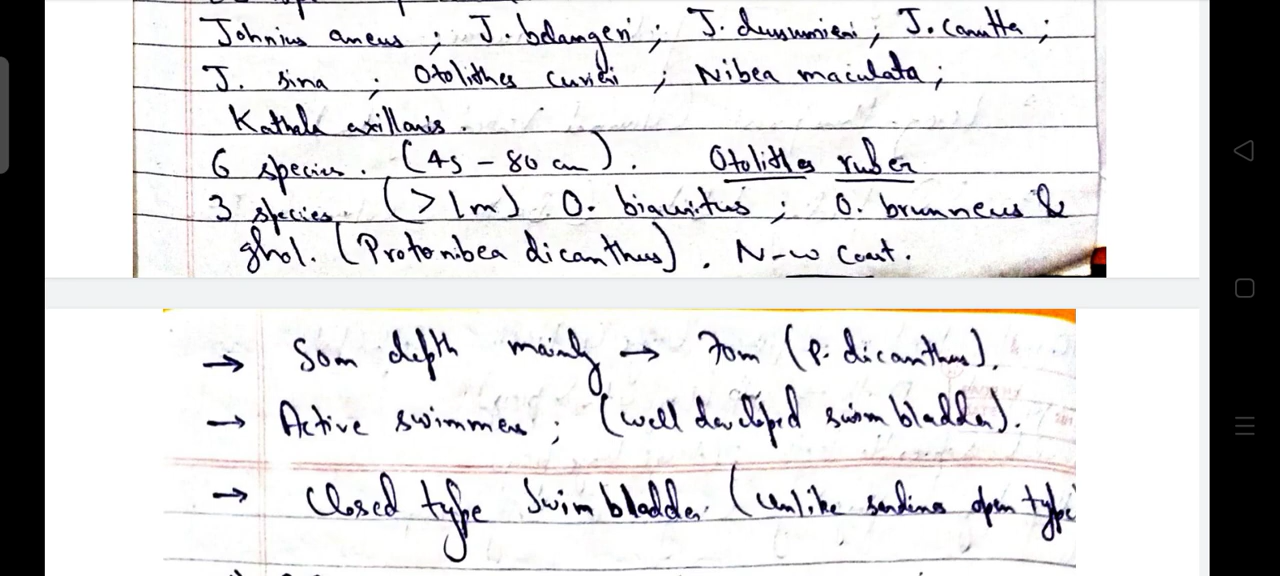 Johnius aneus ; J. belangeri ; J. dussumieri ; J. carutta ;
J. sina ; Otolithes cuvieri ; Nibea maculata ;
Kathala axillaris .
6 species . (45 - 80 cm) . Otolithes ruber
3 species (> 1m) O. biauritus ; O. brunneus &
ghol. (Protonibea dicanthus) . N-W Coast .
→ 50m depth mainly → 70m (P. dicanthus).
→ Active swimmers ; (well developed swim bladder).
→ Closed type swim bladder (unlike sardines open type